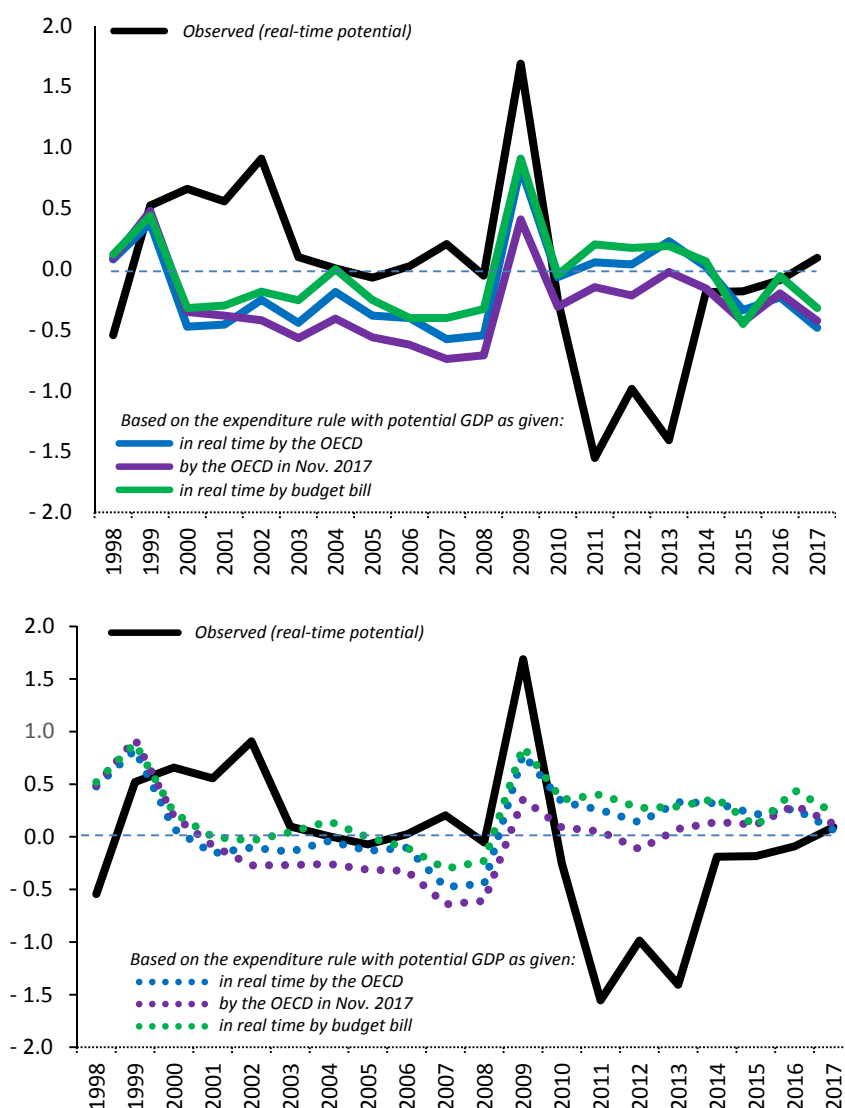 2.0
Observed (real-time potential)
1.5
1.0
0.5
0.0
- 0.5
- 1.0
Based on the expenditure rule with potential GDP as given:
in real time by the OECD
- 1.5
by the OECD in Nov. 2017
in real time by budget bill
- 2.0
1998 1999 2000 2001 2002 2003 2004 2005 2006 2007 2008 2009 2010 2011 2012 2013 2014 2015 2016 2017
2.0
Observed (real-time potential)
1.5
1.0
0.5
0.0
- 0.5
- 1.0
Based on the expenditure rule with potential GDP as given:
in real time by the OECD
- 1.5
by the OECD in Nov. 2017
in real time by budget bill
- 2.0
1998 1999 2000 2001 2002 2003 2004 2005 2006 2007 2008 2009 2010 2011 2012 2013 2014 2015 2016 2017